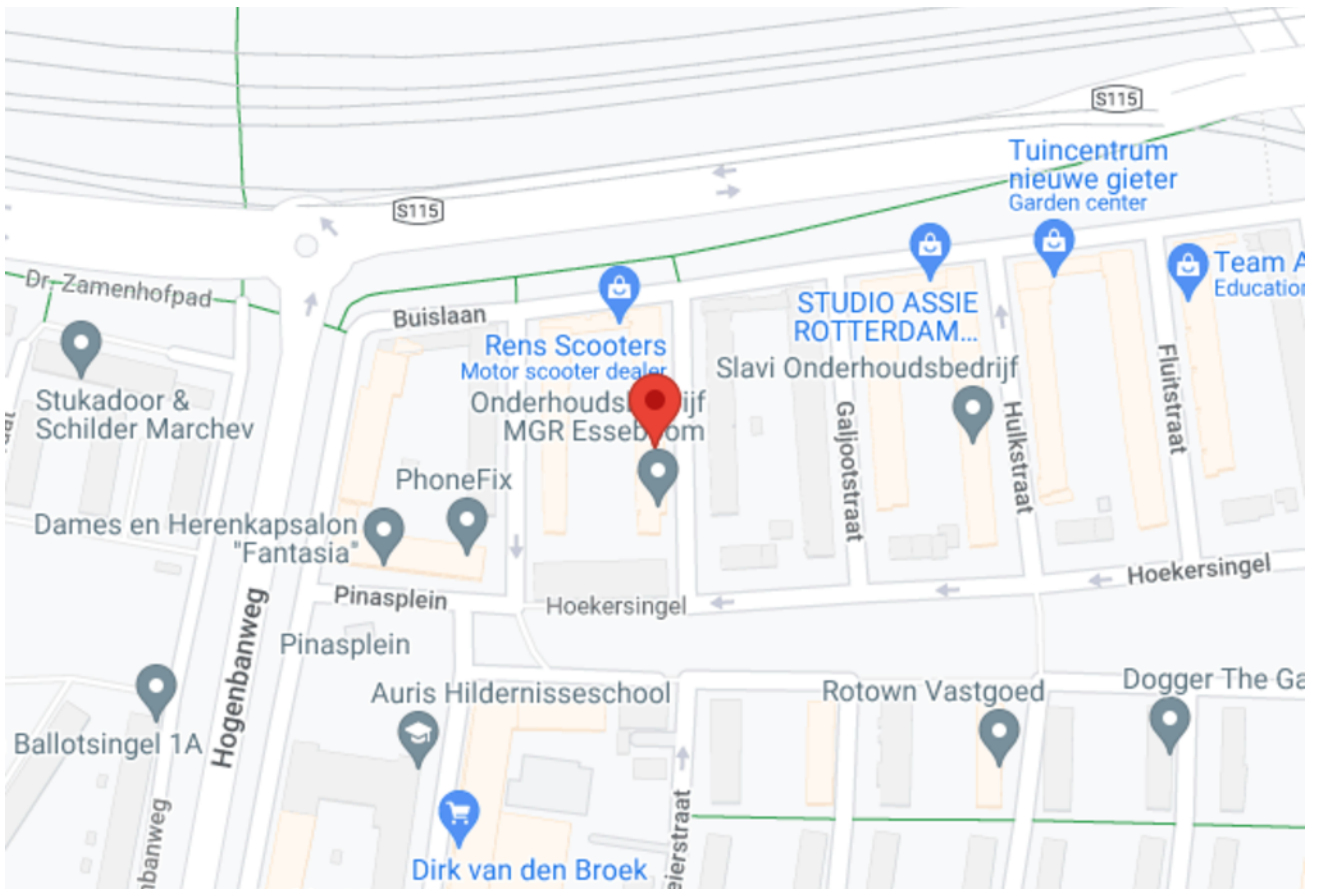 S115
Tuincentrum
nieuwe gieter
Garden center
S115
Dr. Zamenhofpad
Team A
Education
Buislaan
STUDIO ASSIE
ROTTERDAM...
Rens Scooters
Motor scooter dealer
Slavi Onderhoudsbedrijf
Stukadoor &
Schilder Marchev
MGR
Galjootstraat
Hulkstraat
Fluitstraat
PhoneFix
Dames en Herenkapsalon
"Fantasia"
Hoekersingel
Pinasplein
Hoekersingel
Pinasplein
Hogenbanweg
Auris Hildernisseschool
Rotown Vastgoed
Dogger The Ga
Ballotsingel 1A
nbanweg
eierstraat
Dirk van den Broek